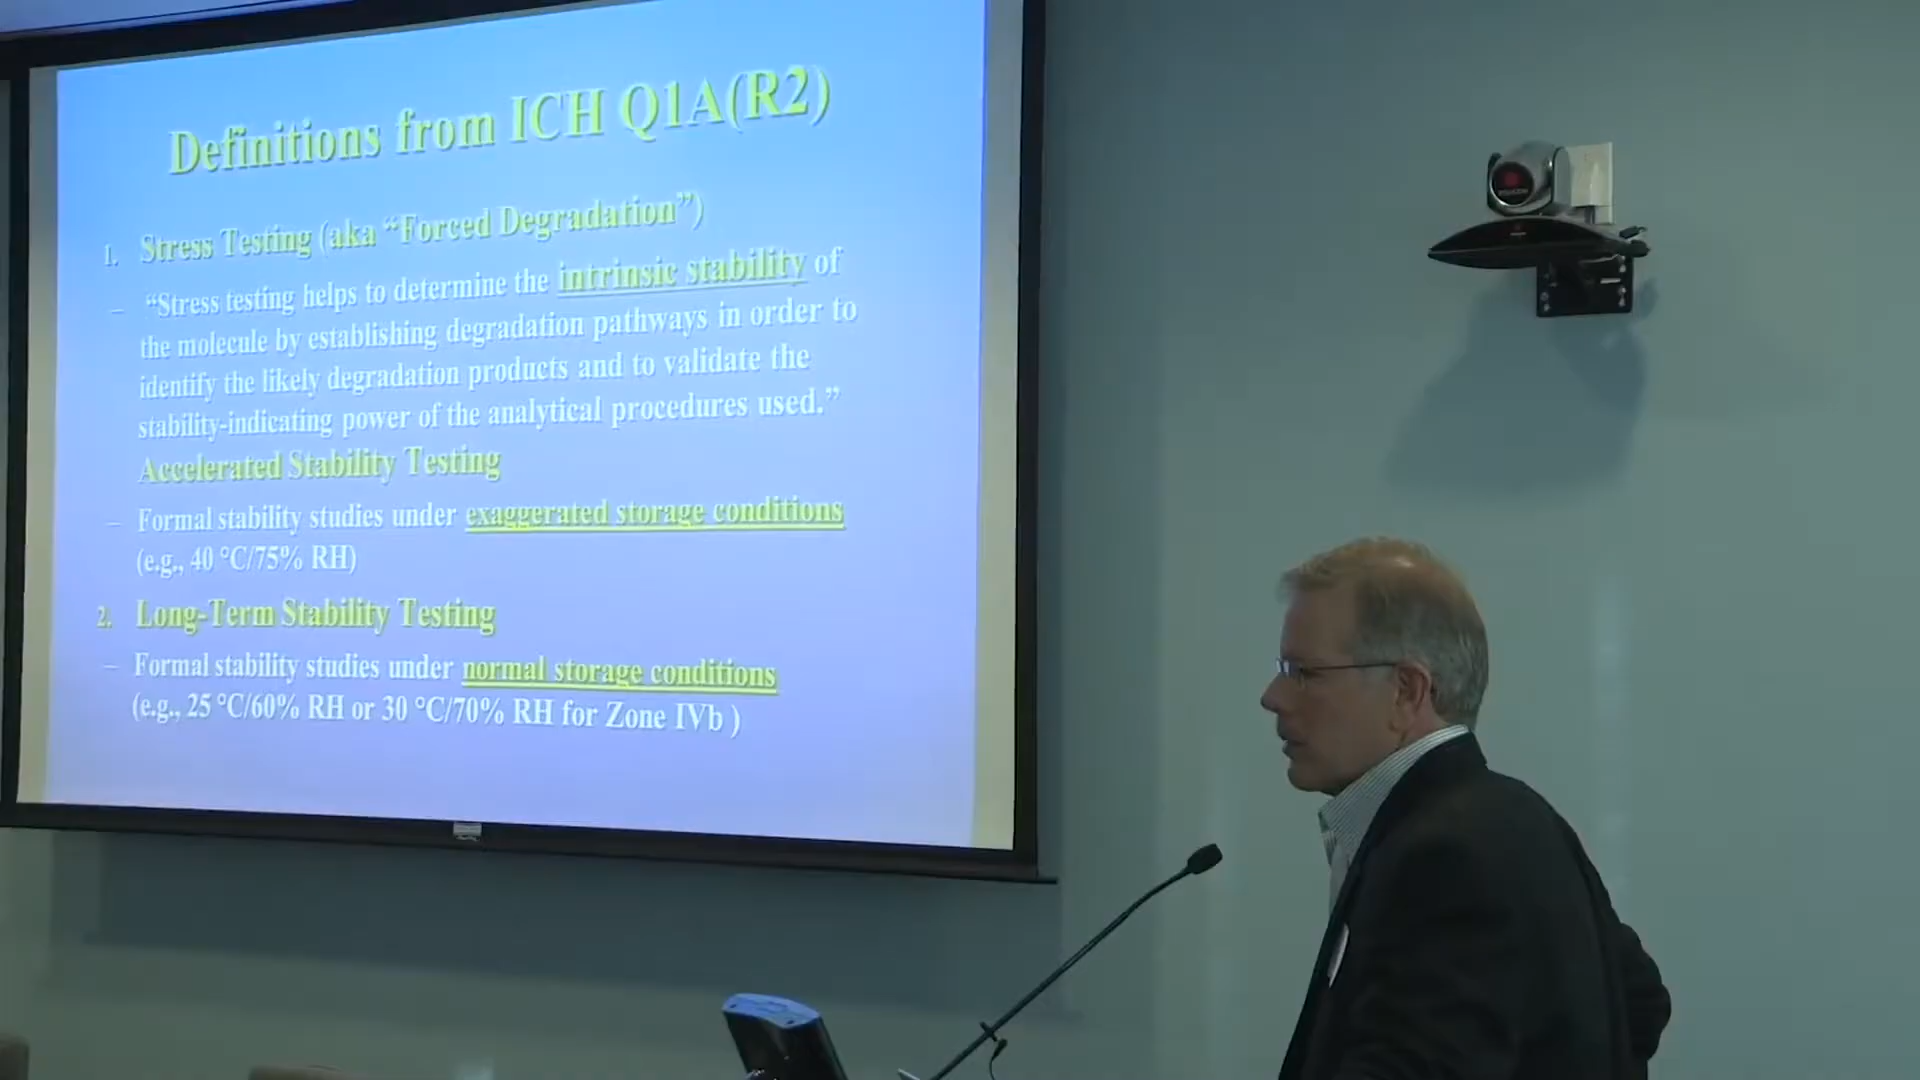 Definitions from ICH Q1A(R2)
1. Stress Testing (aka “Forced Degradation”)
– “Stress testing helps to determine the intrinsic stability of
the molecule by establishing degradation pathways in order to
identify the likely degradation products and to validate the
stability-indicating power of the analytical procedures used.”
Accelerated Stability Testing
– Formal stability studies under exaggerated storage conditions
(e.g., 40 °C/75% RH)
2. Long-Term Stability Testing
– Formal stability studies under normal storage conditions
(e.g., 25 °C/60% RH or 30 °C/70% RH for Zone IVb )